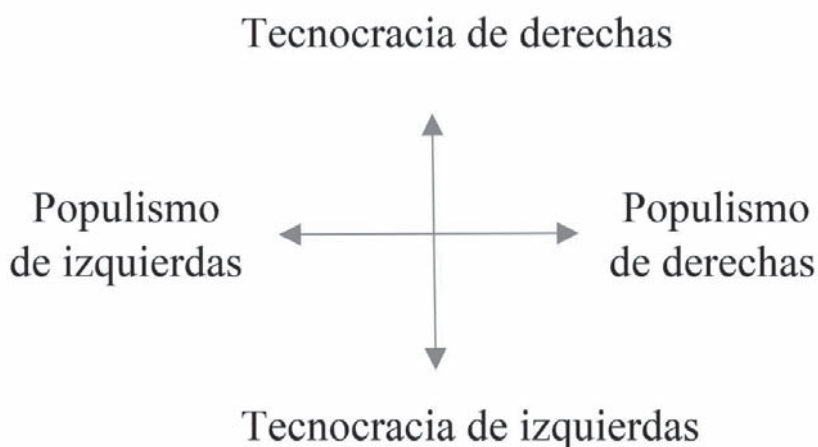 Tecnocracia de derechas
Populismo
de izquierdas
Populismo
de derechas
Tecnocracia de izquierdas